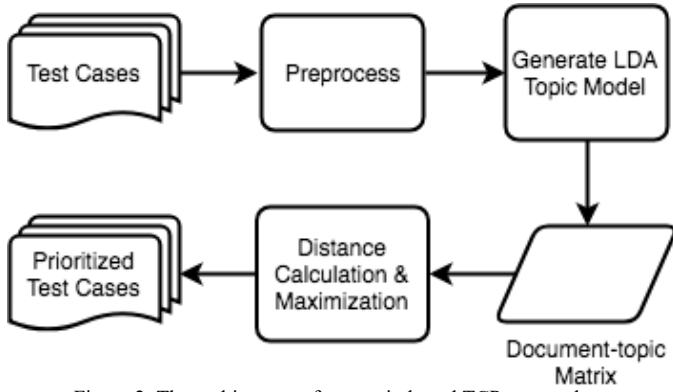 Test Cases
Preprocess
Generate LDA
Topic Model
Prioritized
Test Cases
Distance
Calculation &
Maximization
Document-topic
Matrix